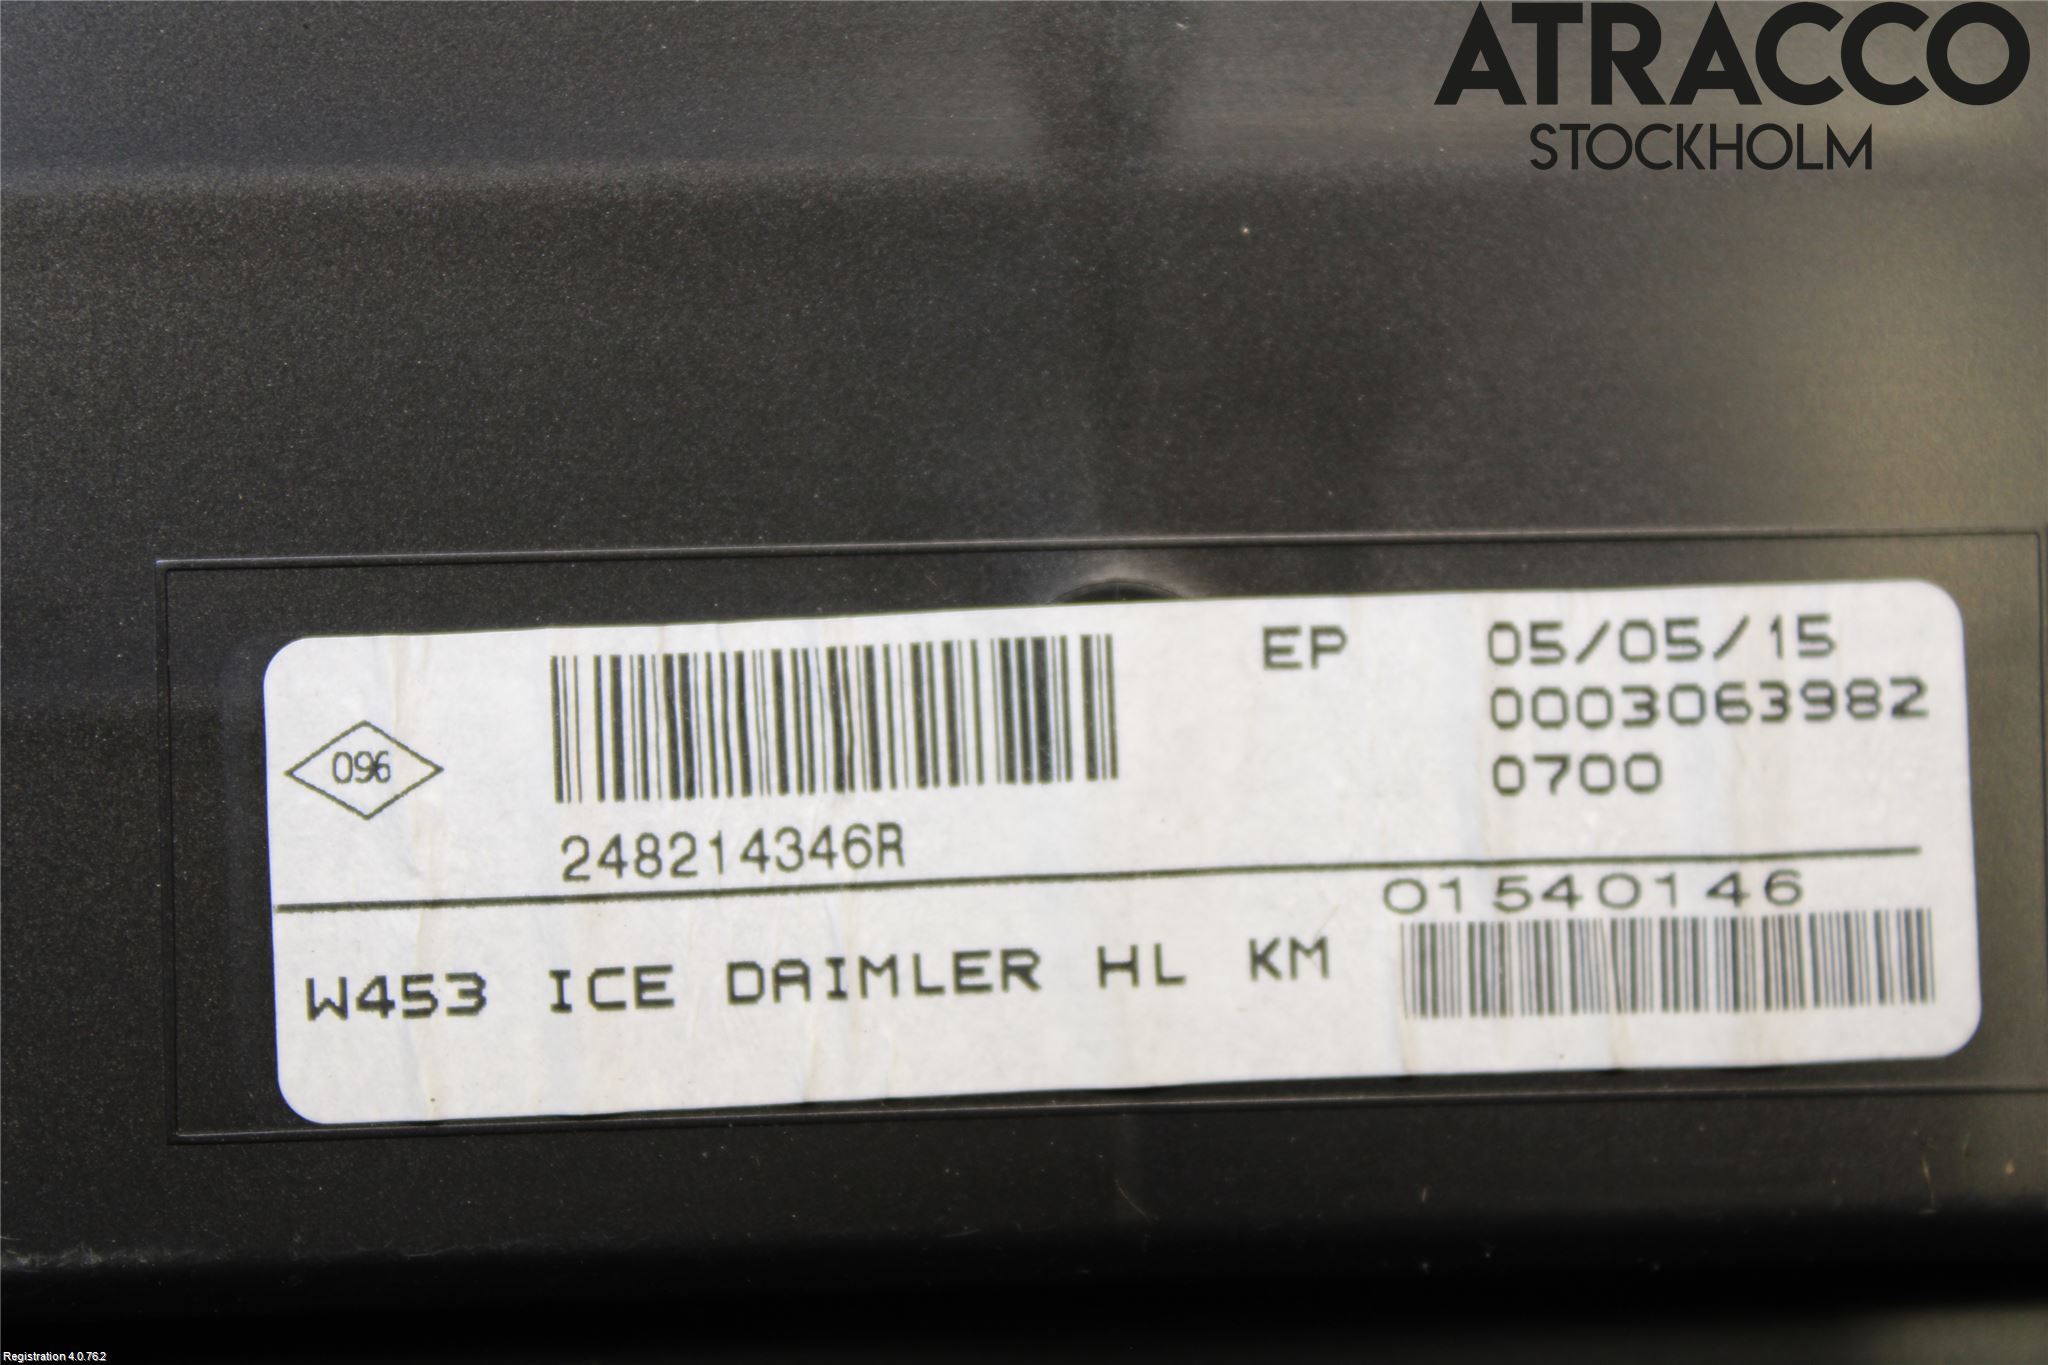 ATRACCO
STOCKHOLM
EP 05/05/15
0003063982
096
0700
248214346R
01540146
W453 ICE DAIMLER HL KM
Registration 4.0.76.2